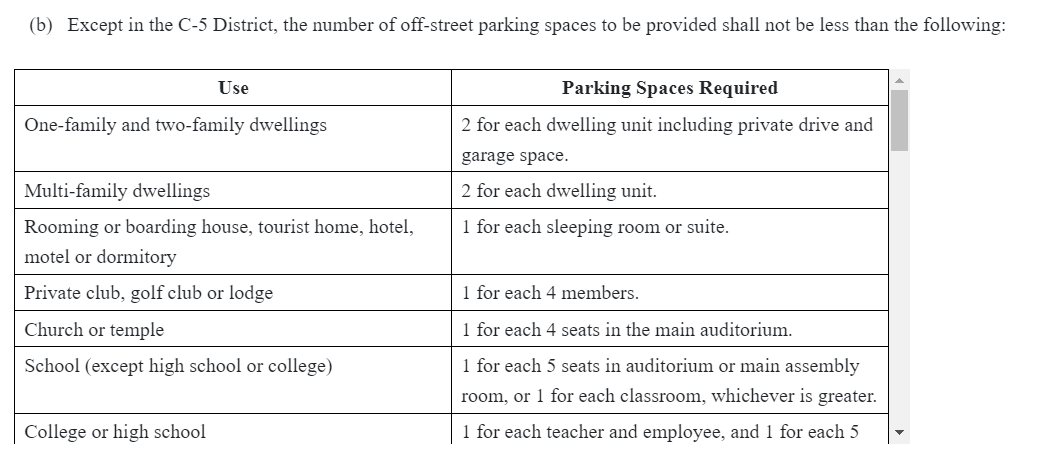 (b) Except in the C-5 District, the number of off-street parking spaces to be provided shall not be less than the following:
Use
Parking Spaces Required
One-family and two-family dwellings
2 for each dwelling unit including private drive and
garage space.
Multi-family dwellings
2 for each dwelling unit.
Rooming or boarding house, tourist home, hotel,
motel or dormitory
1 for each sleeping room or suite.
Private club, golf club or lodge
1 for each 4 members.
Church or temple
1 for each 4 seats in the main auditorium.
School (except high school or college)
1 for each 5 seats in auditorium or main assembly
room, or 1 for each classroom, whichever is greater.
College or high school
1 for each teacher and employee, and 1 for each 5